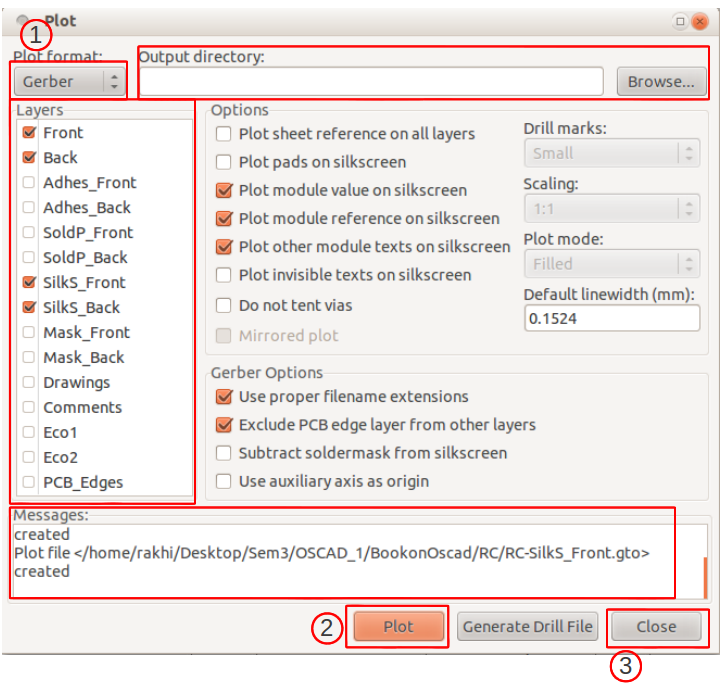 Plot
1
Plot format:
Output directory:
Gerber
Browse...
Layers
Front
Back
Adhes_Front
Adhes_Back
SoldP_Front
SoldP_Back
SilkS_Front
SilkS_Back
Mask_Front
Mask_Back
Drawings
Comments
Eco1
Eco2
PCB_Edges
Options
Plot sheet reference on all layers
Plot pads on silkscreen
Plot module value on silkscreen
Plot module reference on silkscreen
Plot other module texts on silkscreen
Plot invisible texts on silkscreen
Do not tent vias
Mirrored plot
Drill marks:
Small
Scaling:
1:1
Plot mode:
Filled
Default linewidth (mm):
0.1524
Gerber Options
Use proper filename extensions
Exclude PCB edge layer from other layers
Subtract soldermask from silkscreen
Use auxiliary axis as origin
Messages:
created
Plot file </home/rakhi/Desktop/Sem3/OSCAD_1/BookonOscad/RC/RC-SilkS_Front.gto>
created
2
Plot
Generate Drill File
Close
3